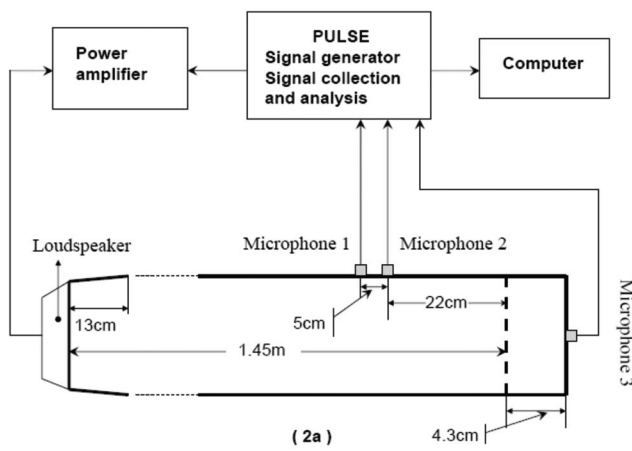 Power
amplifier
PULSE
Signal generator
Signal collection
and analysis
Computer
Loudspeaker
Microphone 1
Microphone 2
Microphone 3
13cm
5cm
22cm
1.45m
4.3cm
( 2a )